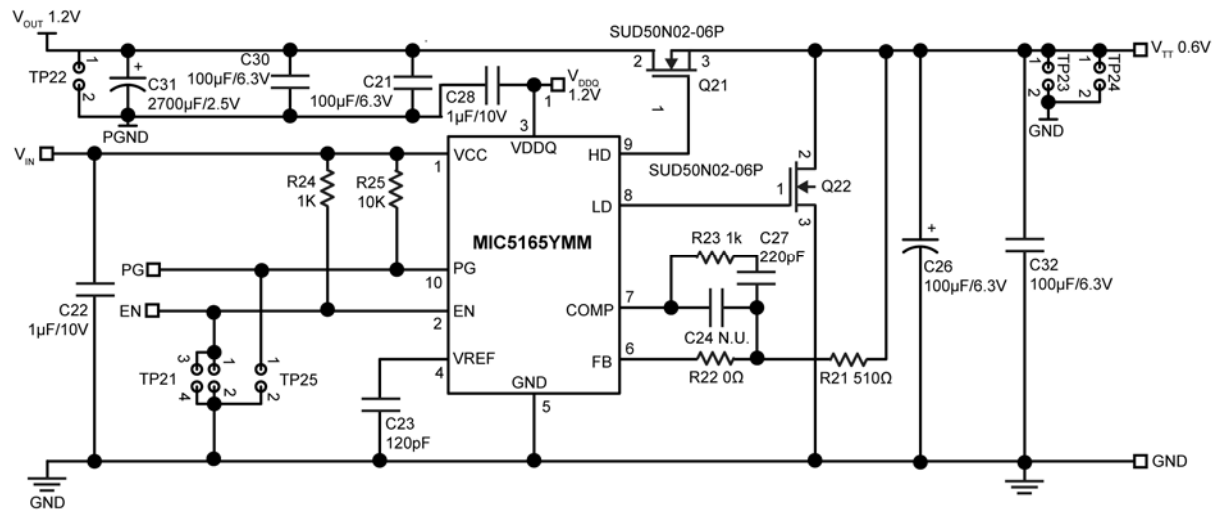 VOUT 1.2V
SUD50N02-06P
VTT 0.6V
TP22
1
2
C31
2700µF/2.5V
C30
100µF/6.3V
C21
100µF/6.3V
C28
1µF/10V
VDDQ
1.2V
1
2
3
Q21
1
TP23
1
2
TP24
1
2
PGND
GND
VIN
3
VDDQ
1
VCC
HD
9
R24
1K
R25
10K
SUD50N02-06P
2
1
Q22
3
LD
8
MIC5165YMM
R23 1k
C27
220pF
PG
PG
10
C22
1µF/10V
EN
EN
2
COMP
7
C24 N.U.
C26
100µF/6.3V
C32
100µF/6.3V
VREF
4
FB
6
R22 0Ω
R21 510Ω
TP21
3
1
4
2
TP25
1
2
GND
5
C23
120pF
GND
GND